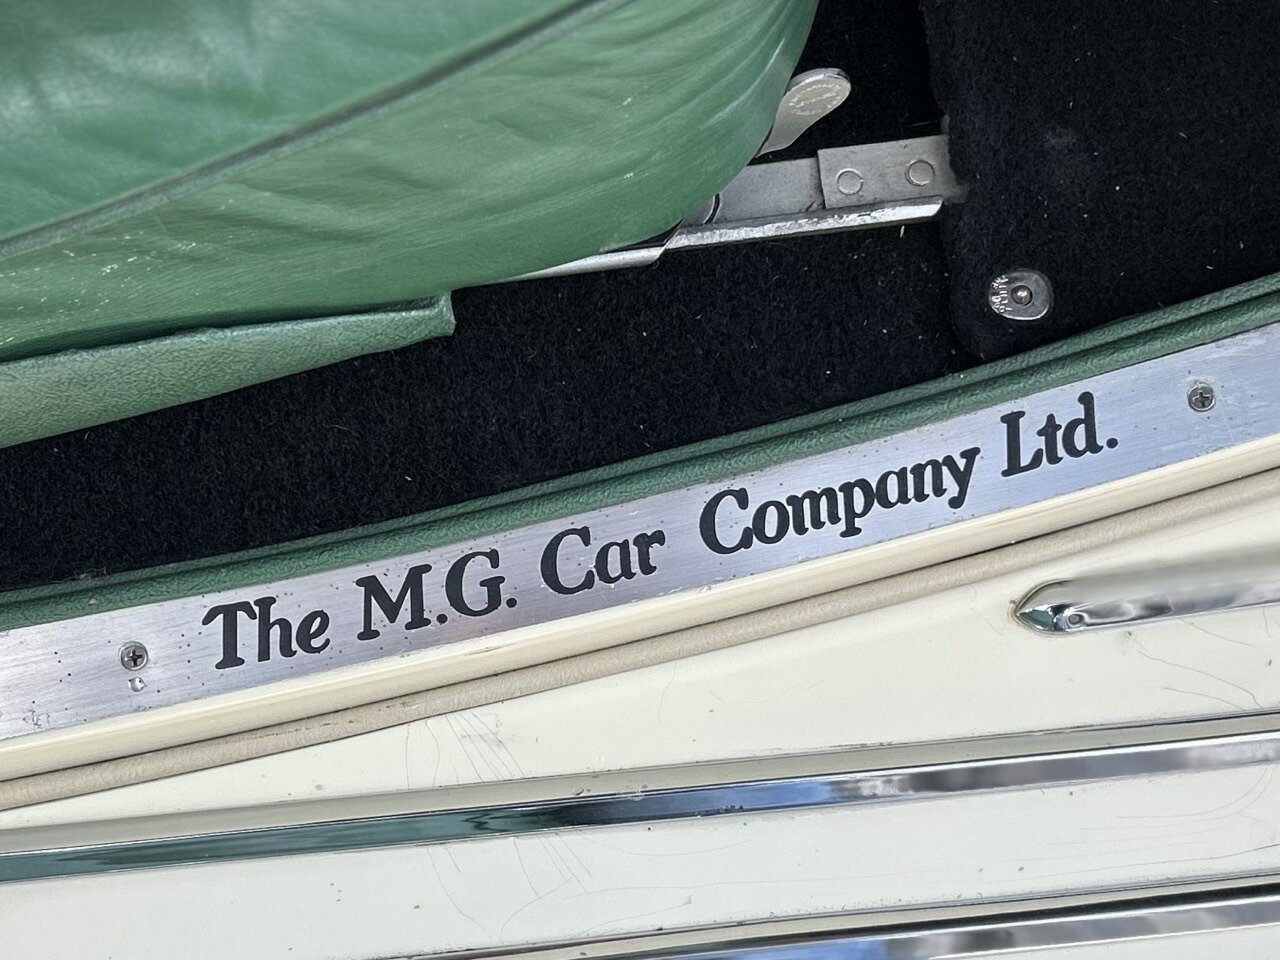 The M.G. Car Company Ltd.